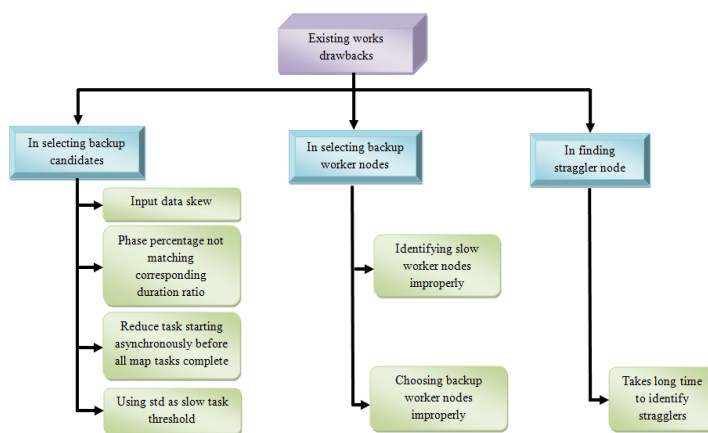 Existing works
drawbacks
In selecting backup
candidates
In selecting backup
worker nodes
In finding
straggler node
Input data skew
Phase percentage not
matching
corresponding
duration ratio
Reduce task starting
asynchronously before
all map tasks complete
Using std as slow task
threshold
Identifying slow
worker nodes
improperly
Choosing backup
worker nodes
improperly
Takes long time
to identify
stragglers